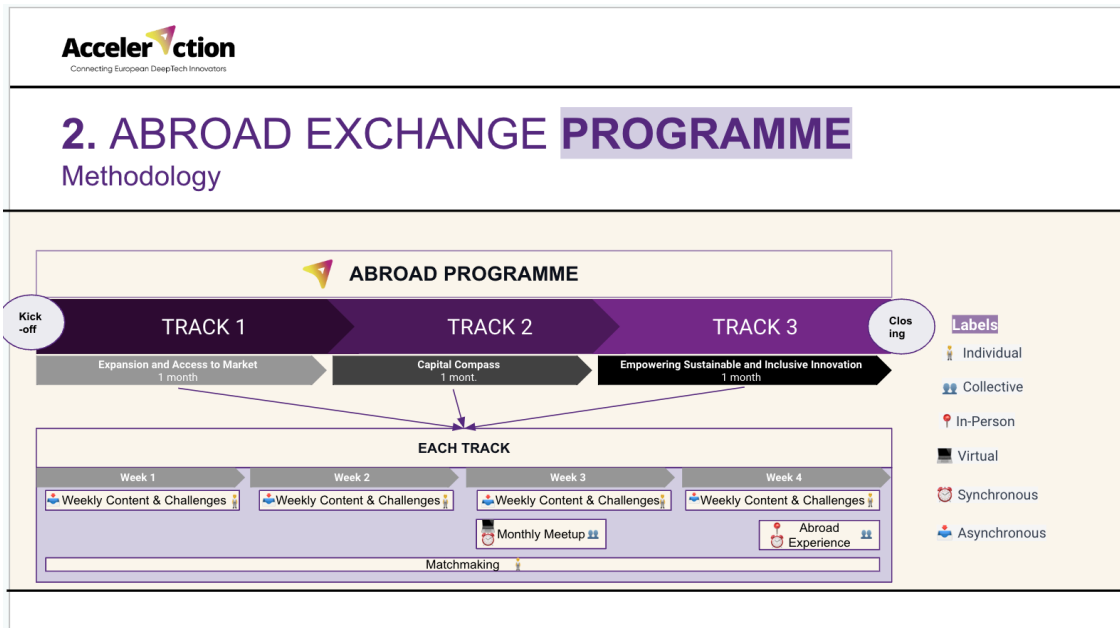 Acceler ction
Connecting European DeepTech Innovators
2. ABROAD EXCHANGE PROGRAMME
Methodology
ABROAD PROGRAMME
Kick
-off
TRACK 1
TRACK 2
TRACK 3
Clos
ing
Expansion and Access to Market
1 month
Capital Compass
1 mont.
Empowering Sustainable and Inclusive Innovation
1 month
EACH TRACK
Week 1
Week 2
Week 3
Week 4
Weekly Content & Challenges
Weekly Content & Challenges
Weekly Content & Challenges
Weekly Content & Challenges
Monthly Meetup
Abroad
Experience
Matchmaking
Labels
Individual
Collective
In-Person
Virtual
Synchronous
Asynchronous